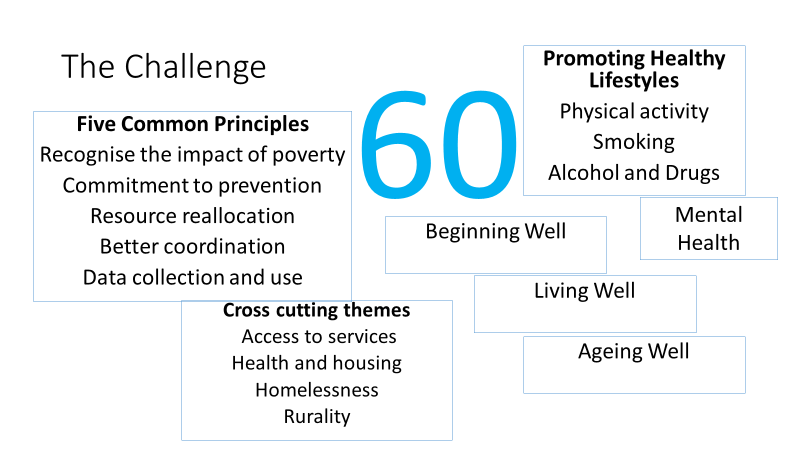 The Challenge
60
Five Common Principles
Recognise the impact of poverty
Commitment to prevention
Resource reallocation
Better coordination
Data collection and use
Promoting Healthy
Lifestyles
Physical activity
Smoking
Alcohol and Drugs
Mental
Health
Beginning Well
Living Well
Ageing Well
Cross cutting themes
Access to services
Health and housing
Homelessness
Rurality